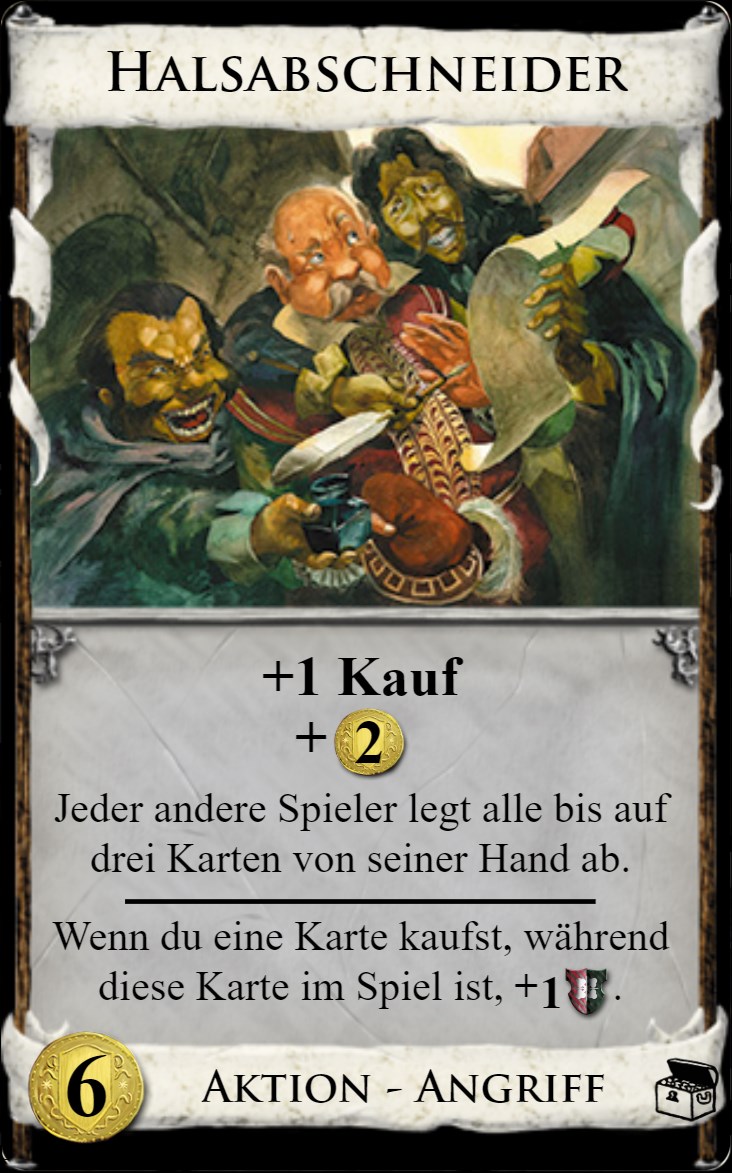 Halsabschneider
+1 Kauf
+ 2
Jeder andere Spieler legt alle bis auf
drei Karten von seiner Hand ab.
Wenn du eine Karte kaufst, während
diese Karte im Spiel ist, +1.
6 Aktion - Angriff